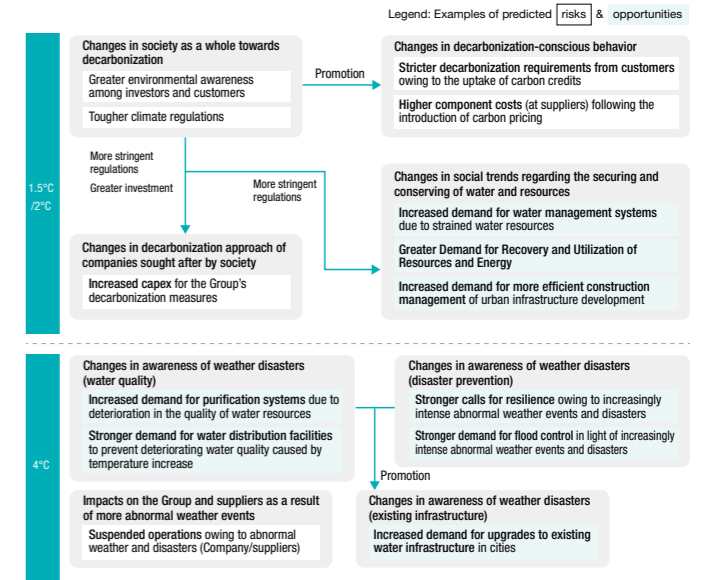 Legend: Examples of predicted risks & opportunities
1.5°C
/2°C
Changes in society as a whole towards
decarbonization
Greater environmental awareness
among investors and customers
Tougher climate regulations
Promotion
Changes in decarbonization-conscious behavior
Stricter decarbonization requirements from customers
owing to the uptake of carbon credits
Higher component costs (at suppliers) following the
introduction of carbon pricing
More stringent
regulations
Greater investment
More stringent
regulations
Changes in social trends regarding the securing and
conserving of water and resources
Increased demand for water management systems
due to strained water resources
Greater Demand for Recovery and Utilization of
Resources and Energy
Increased demand for more efficient construction
management of urban infrastructure development
Changes in decarbonization approach of
companies sought after by society
Increased capex for the Group's
decarbonization measures
4°C
Changes in awareness of weather disasters
(water quality)
Increased demand for purification systems due to
deterioration in the quality of water resources
Stronger demand for water distribution facilities
to prevent deteriorating water quality caused by
temperature increase
Changes in awareness of weather disasters
(disaster prevention)
Stronger calls for resilience owing to increasingly
intense abnormal weather events and disasters
Stronger demand for flood control in light of increasingly
intense abnormal weather events and disasters
Promotion
Impacts on the Group and suppliers as a result
of more abnormal weather events
Suspended operations owing to abnormal
weather and disasters (Company/suppliers)
Changes in awareness of weather disasters
(existing infrastructure)
Increased demand for upgrades to existing
water infrastructure in cities